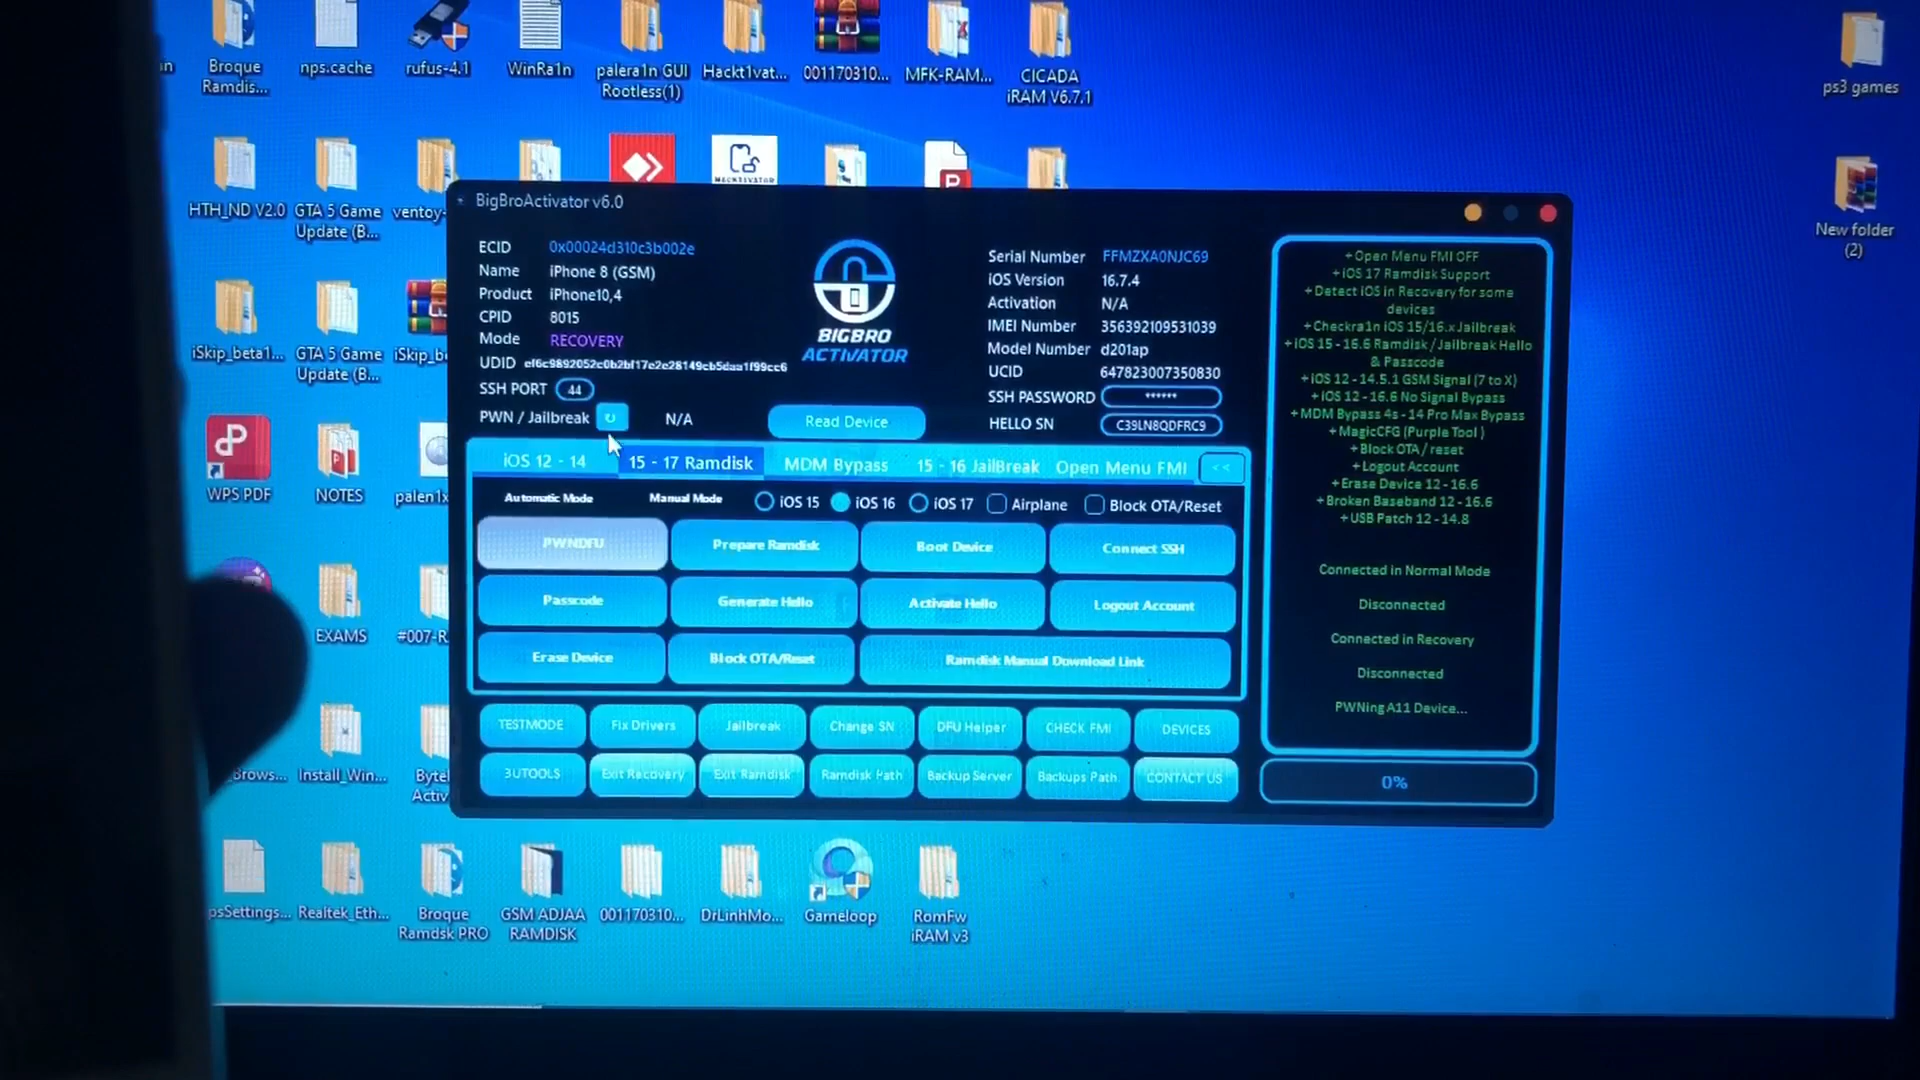 Broque
Ramdis...
nps.cache
rufus-4.1
WinRa1n
palera1n GUI
Rootless(1)
Hackt1vat...
001170310...
MFK-RAM...
CICADA
iRAM V6.7.1
ps3 games
HTH_ND V2.0
GTA 5 Game
Update (B...
ventoy-
HACKTIVATOR
New folder
(2)
iSkip_beta1...
GTA 5 Game
Update (B...
iSkip_be
WPS PDF
NOTES
palen1x
EXAMS
#007-R
Brows...
Install_Win...
Byte
Activ
psSettings...
Realtek_Eth...
Broque
Ramdsk PRO
GSM ADJAA
RAMDISK
001170310...
DrLinhMo...
Gameloop
RomFw
iRAM v3
BigBroActivator v6.0
ECID 0x00024d310c3b002e
Name iPhone 8 (GSM)
Product iPhone10,4
CPID 8015
Mode RECOVERY
UDID ef6c9892052c0b2bf17e2e28149cb5daa1f99cc6
SSH PORT 44
PWN / Jailbreak N/A
BIGBRO
ACTIVATOR
Read Device
Serial Number FFMZXA0NJC69
iOS Version 16.7.4
Activation N/A
IMEI Number 356392109531039
Model Number d201ap
UCID 647823007350830
SSH PASSWORD ******
HELLO SN C39LN8QDFRC9
iOS 12 - 14 15 - 17 Ramdisk MDM Bypass 15 - 16 JailBreak Open Menu FMI <<
Automatic Mode Manual Mode iOS 15 iOS 16 iOS 17 Airplane Block OTA/Reset
PWNDFU Prepare Ramdisk Boot Device Connect SSH
Passcode Generate Hello Activate Hello Logout Account
Erase Device Block OTA/Reset Ramdisk Manual Download Link
TESTMODE Fix Drivers Jailbreak Change SN DFU Helper CHECK FMI DEVICES
3UTOOLS Exit Recovery Exit Ramdisk Ramdisk Path Backup Server Backups Path CONTACT US
+Open Menu FMI OFF
+iOS 17 Ramdisk Support
+Detect iOS in Recovery for some
devices
+Checkra1n iOS 15/16.x Jailbreak
+iOS 15 - 16.6 Ramdisk /Jailbreak Hello
& Passcode
+iOS 12 - 14.5.1 GSM Signal (7 to X)
+iOS 12 - 16.6 No Signal Bypass
+MDM Bypass 4s - 14 Pro Max Bypass
+MagicCFG (Purple Tool )
+Block OTA / reset
+Logout Account
+Erase Device 12 - 16.6
+Broken Baseband 12 - 16.6
+USB Patch 12 - 14.8
Connected in Normal Mode
Disconnected
Connected in Recovery
Disconnected
PWNing A11 Device...
0%